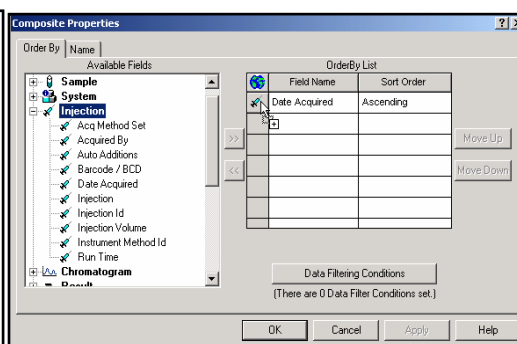 Composite Properties
Order By
Name
Available Fields
Sample
System
Injection
Acq Method Set
Acquired By
Auto Additions
Barcode / BCD
Date Acquired
Injection
Injection Id
Injection Volume
Instrument Method Id
Run Time
Chromatogram
>>
<<
OrderBy List
Field Name Sort Order
Date Acquired Ascending
Move Up
Move Down
Data Filtering Conditions
(There are 0 Data Filter Conditions set.)
OK Cancel Apply Help